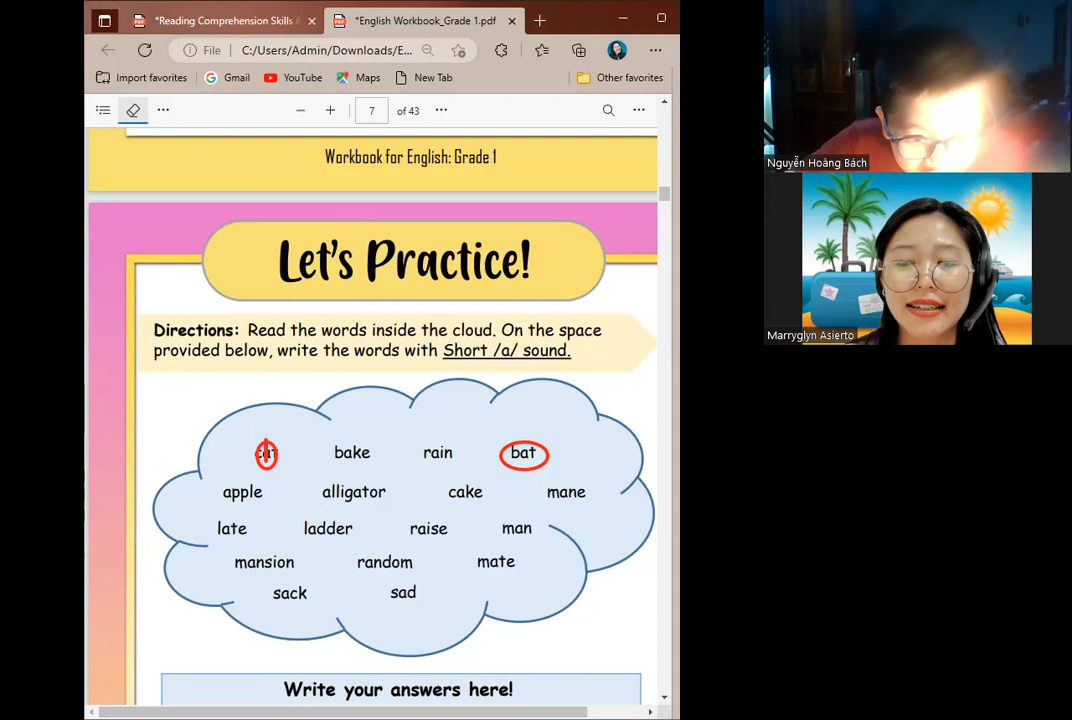 *Reading Comprehension Skills &
*English Workbook_Grade 1.pdf
File
C:/Users/Admin/Downloads/E...
Import favorites
Gmail
YouTube
Maps
New Tab
Other favorites
7 of 43
Workbook for English: Grade 1
Let's Practice!
Directions: Read the words inside the cloud. On the space
provided below, write the words with Short /a/ sound.
cat bake rain bat
apple alligator cake mane
late ladder raise man
mansion random mate
sack sad
Write your answers here!
Nguyễn Hoàng Bách
Marryglyn Asierto